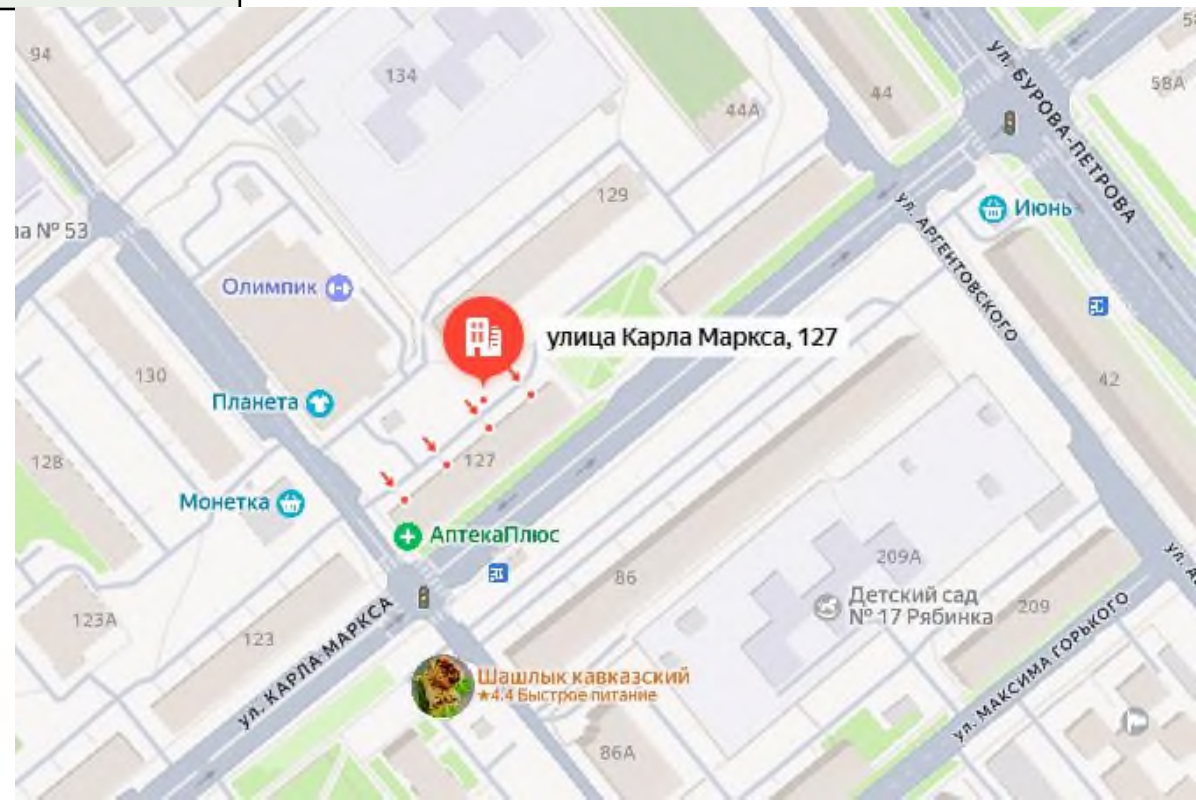 94
134
44
44А
ул. БУРОВА-ПЕТРОВА
58А
129
Июнь
ул. АРГЕНТОВСКОГО
№ 53
Олимпик
улица Карла Маркса, 127
130
Планета
42
128
127
Монетка
АптекаПлюс
86
209А
Детский сад
№ 17 Рябинка
209
123А
123
ул. КАРЛА МАРКСА
Шашлык кавказский
★4.4 Быстрое питание
ул. МАКСИМА ГОРЬКОГО
86А